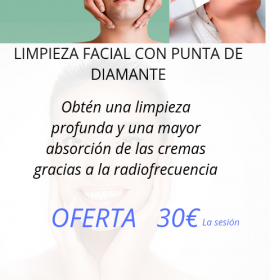 LIMPIEZA FACIAL CON PUNTA DE
DIAMANTE
Obtén una limpieza
profunda y una mayor
absorción de las cremas
gracias a la radiofrecuencia
OFERTA 30€ La sesión